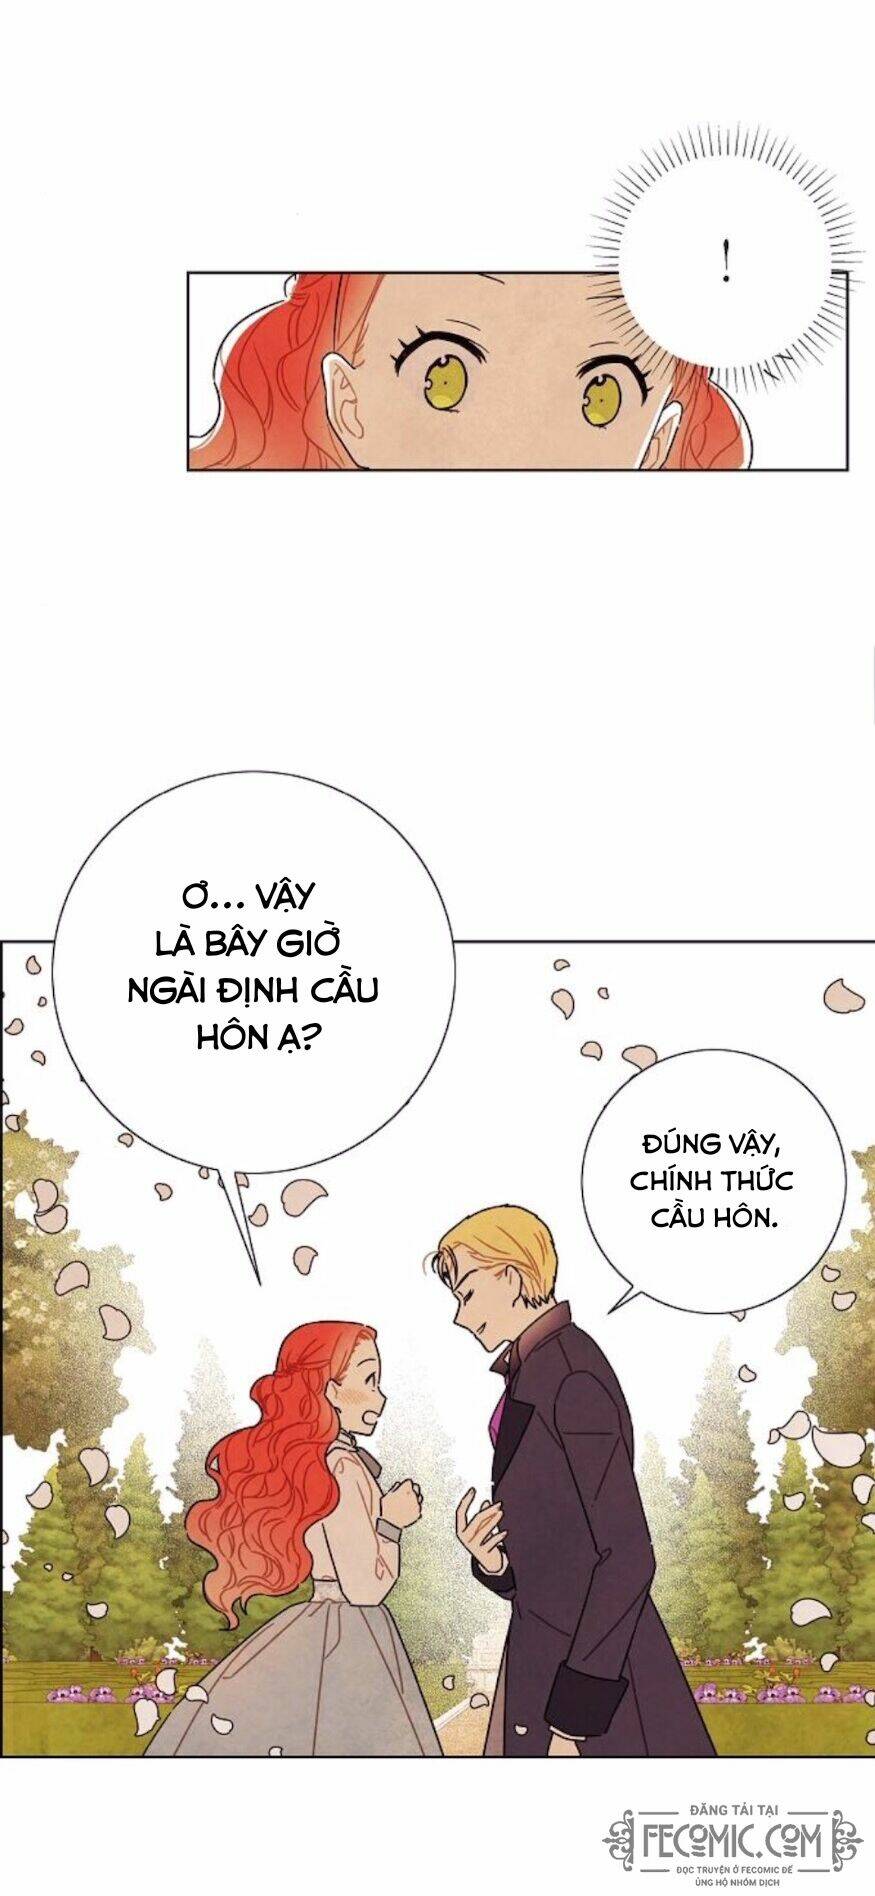 !
Ơ... VẬY
LÀ BÂY GIỜ
NGÀI ĐỊNH CẦU
HÔN Ạ?
ĐÚNG VẬY,
CHÍNH THỨC
CẦU HÔN.
ĐĂNG TẢI TẠI
FECOMIC.COM
ĐỌC TRUYỆN Ở FECOMIC ĐỂ
ỦNG HỘ NHÓM DỊCH